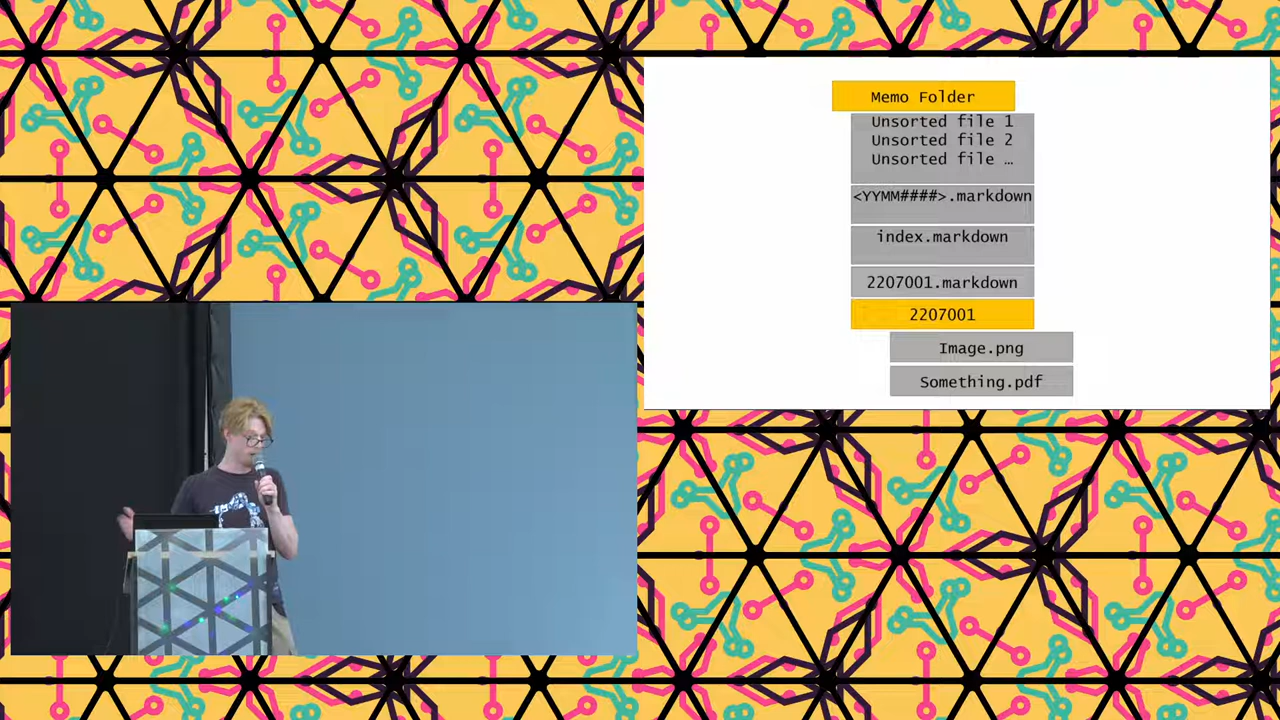 Memo Folder
Unsorted file 1
Unsorted file 2
Unsorted file …
<YYMM####>.markdown
index.markdown
2207001.markdown
2207001
Image.png
Something.pdf